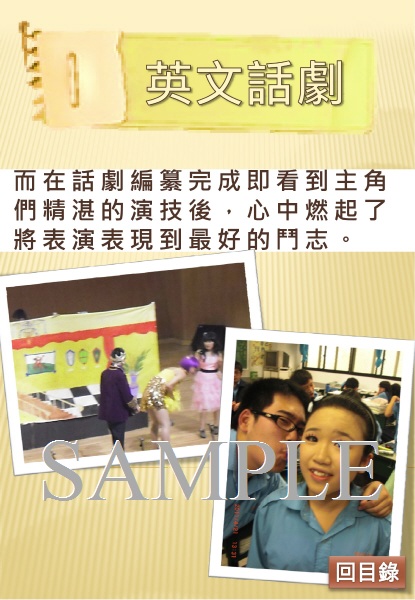 英文話劇
而在話劇編纂完成即看到主角
們精湛的演技後，心中燃起了
將表演表現到最好的鬥志。
SAMPLE
回目錄